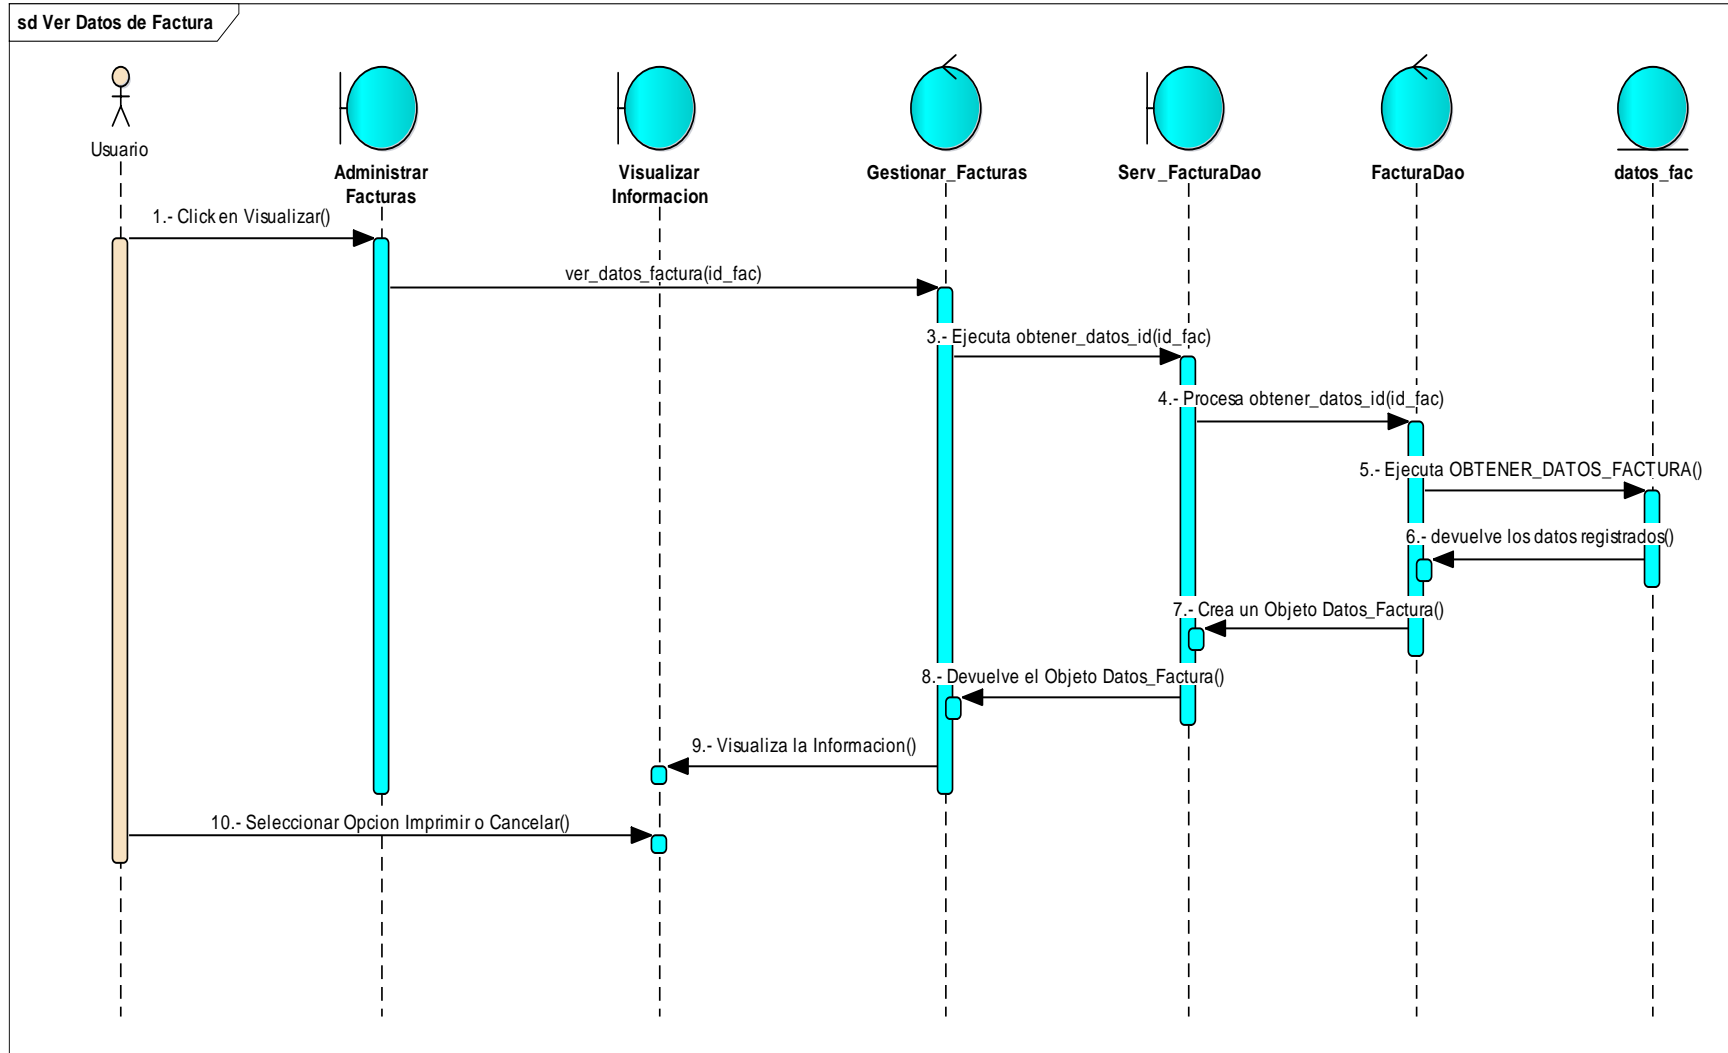 sd Ver Datos de Factura
Usuario
Administrar
Facturas
Visualizar
Informacion
Gestionar_Facturas
Serv_FacturaDao
FacturaDao
datos_fac
1.- Click en Visualizar()
ver_datos_factura(id_fac)
3.- Ejecuta obtener_datos_id(id_fac)
4.- Procesa obtener_datos_id(id_fac)
5.- Ejecuta OBTENER_DATOS_FACTURA()
6.- devuelve los datos registrados()
7.- Crea un Objeto Datos_Factura()
8.- Devuelve el Objeto Datos_Factura()
9.- Visualiza la Informacion()
10.- Seleccionar Opcion Imprimir o Cancelar()